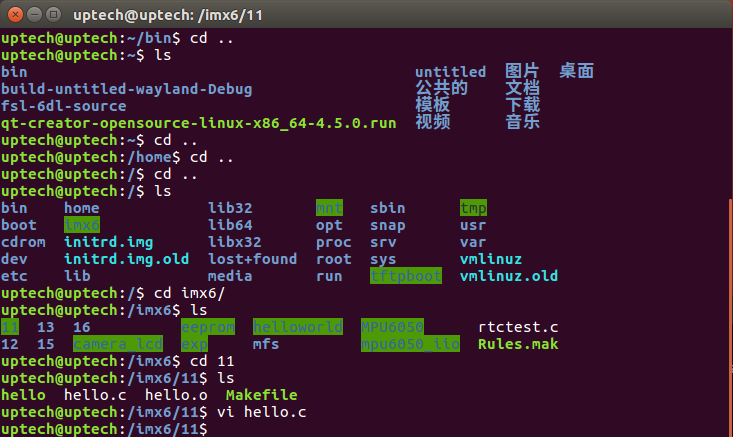 uptech@uptech: /imx6/11
uptech@uptech:~/bin$ cd ..
uptech@uptech:~$ ls
bin untitled 图片 桌面
build-untitled-wayland-Debug 公共的 文档
fsl-6dl-source 模板 下载
qt-creator-opensource-linux-x86_64-4.5.0.run 视频 音乐
uptech@uptech:~$ cd ..
uptech@uptech:/home$ cd ..
uptech@uptech:/$ cd ..
uptech@uptech:/$ ls
bin home lib32 mnt sbin tmp
boot imx6 lib64 opt snap usr
cdrom initrd.img libx32 proc srv var
dev initrd.img.old lost+found root sys vmlinuz
etc lib media run tftpboot vmlinuz.old
uptech@uptech:/$ cd imx6/
uptech@uptech:/imx6$ ls
11 13 16 eeprom helloworld MPU6050 rtctest.c
12 15 camera_lcd exp mfs mpu6050_iio Rules.mak
uptech@uptech:/imx6$ cd 11
uptech@uptech:/imx6/11$ ls
hello hello.c hello.o Makefile
uptech@uptech:/imx6/11$ vi hello.c
uptech@uptech:/imx6/11$